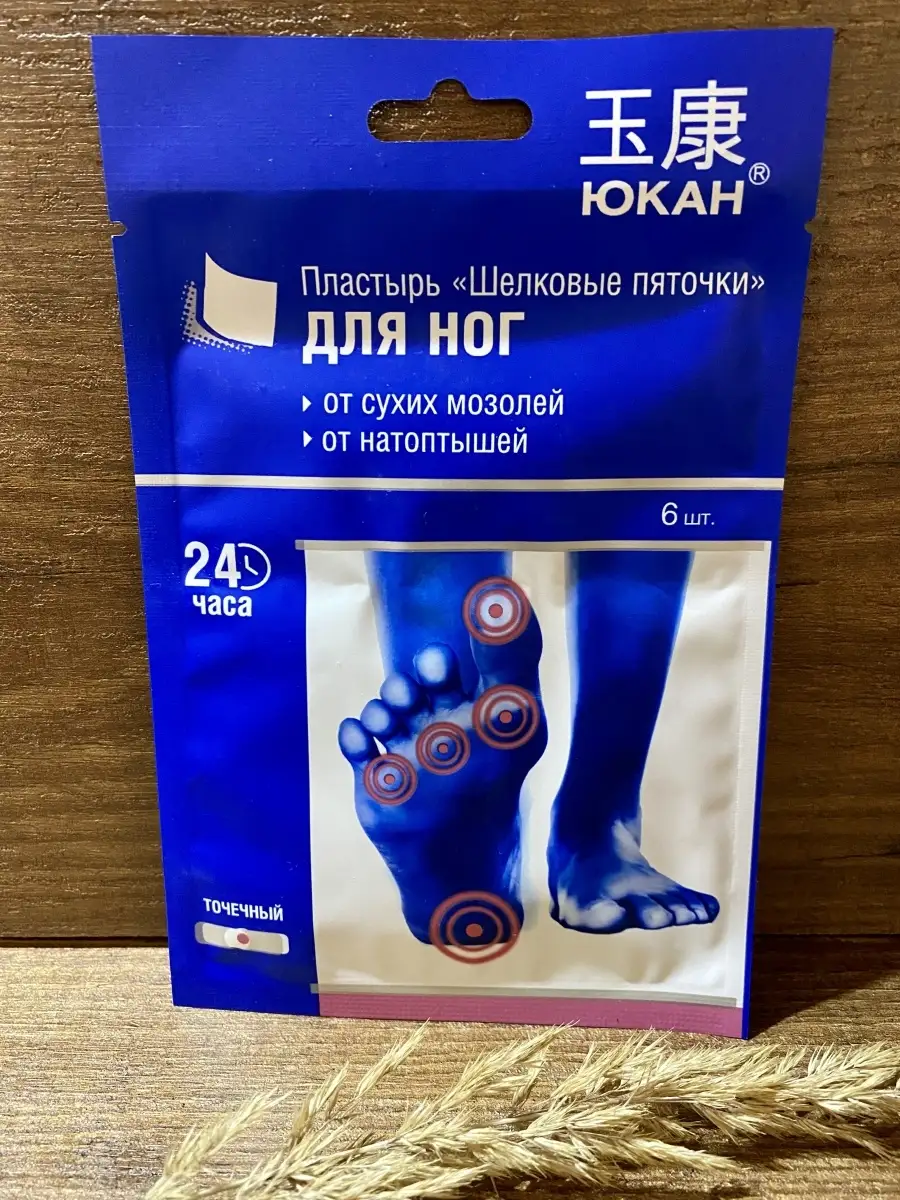 玉康
ЮКАН®
Пластырь «Шелковые пяточки»
ДЛЯ НОГ
от сухих мозолей
от натоптышей
6 шт.
24
часа
ТОЧЕЧНЫЙ